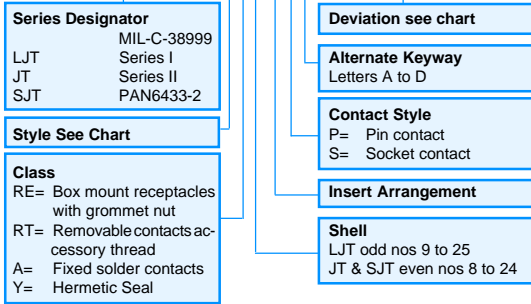 Series Designator
MIL-C-38999
LJT Series I
JT Series II
SJT PAN6433-2
Style See Chart
Class
RE= Box mount receptacles
with grommet nut
RT= Removable contacts ac-
cessory thread
A= Fixed solder contacts
Y= Hermetic Seal
Deviation see chart
Alternate Keyway
Letters A to D
Contact Style
P= Pin contact
S= Socket contact
Insert Arrangement
Shell
LJT odd nos 9 to 25
JT & SJT even nos 8 to 24